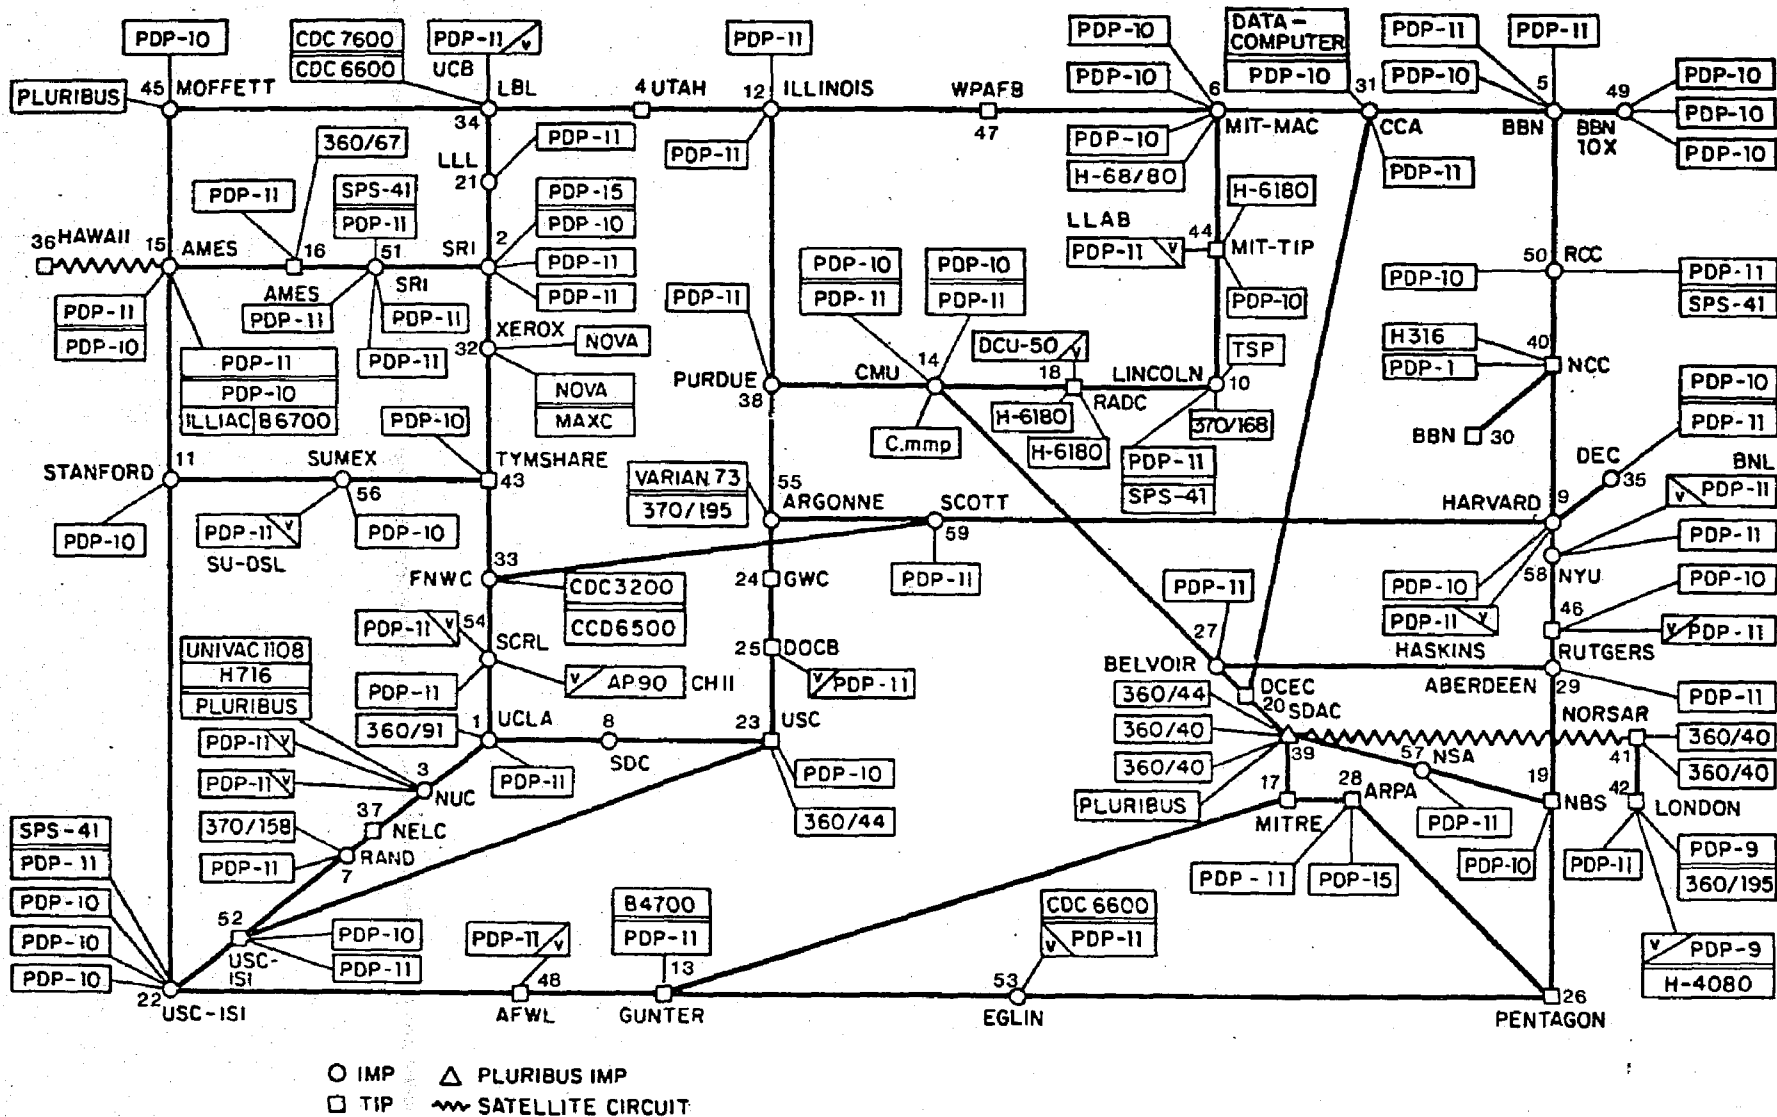 PDP-10
CDC 7600
CDC 6600
PDP-11 V
UCB
PDP-11
PDP-10
DATA-
COMPUTER
PDP-10
PDP-11
PDP-11
PLURIBUS
45 MOFFETT
LBL
34
4 UTAH
12 ILLINOIS
WPAFB
47
PDP-10
6
MIT-MAC
31
CCA
PDP-10
5
BBN
49
BBN
10X
PDP-10
PDP-10
PDP-10
360/67
LLL
21
PDP-11
PDP-11
PDP-10
H-68/80
PDP-11
PDP-11
SPS-41
PDP-11
PDP-15
PDP-10
H-6180
LLAB
PDP-11 V
44
MIT-TIP
36 HAWAII
15
AMES
16
AMES
51
SRI
SRI
2
PDP-11
PDP-11
PDP-10
PDP-11
PDP-10
PDP-11
PDP-10
PDP-10
50
RCC
PDP-11
SPS-41
PDP-11
PDP-10
PDP-11
PDP-11
PDP-11
XEROX
32
NOVA
PDP-11
DCU-50 V
TSP
H316
PDP-1
40
NCC
PDP-11
PDP-10
ILLIAC B6700
NOVA
MAXC
PURDUE
38
CMU
14
18
RADC
LINCOLN
10
PDP-10
PDP-11
PDP-10
C.mmp
H-6180
H-6180
370/168
BBN
30
STANFORD
11
SUMEX
56
TYMSHARE
43
VARIAN 73
370/195
55
ARGONNE
SCOTT
59
PDP-11
SPS-41
DEC
35
BNL
V PDP-11
HARVARD
9
PDP-10
PDP-11 V
SU-DSL
PDP-10
PDP-11
PDP-11
33
FNWC
CDC3200
CCD6500
24
GWC
PDP-11
PDP-10
PDP-11 V
HASKINS
58
NYU
PDP-10
46
RUTGERS
V PDP-11
PDP-11 V
54
SCRL
V AP90
CHII
PDP-11
25
DOCB
V PDP-11
27
BELVOIR
ABERDEEN
29
PDP-11
UNIVAC 1108
H716
PLURIBUS
360/91
1
UCLA
PDP-11
8
SDC
23
USC
PDP-10
360/44
360/44
360/40
360/40
PLURIBUS
DCEC
20
SDAC
39
57
NSA
PDP-11
NORSAR
41
360/40
360/40
PDP-11 V
PDP-11 V
3
NUC
37
NELC
17
MITRE
28
ARPA
19
NBS
42
LONDON
370/158
PDP-11
RAND
7
PDP-11
PDP-15
PDP-10
PDP-11
PDP-9
360/195
SPS-41
PDP-11
PDP-10
PDP-10
PDP-10
52
USC-
ISI
PDP-10
PDP-11
PDP-11 V
B4700
PDP-11
CDC 6600
V PDP-11
V PDP-9
H-4080
22
USC-ISI
48
AFWL
13
GUNTER
53
EGLIN
26
PENTAGON
IMP
PLURIBUS IMP
TIP
SATELLITE CIRCUIT